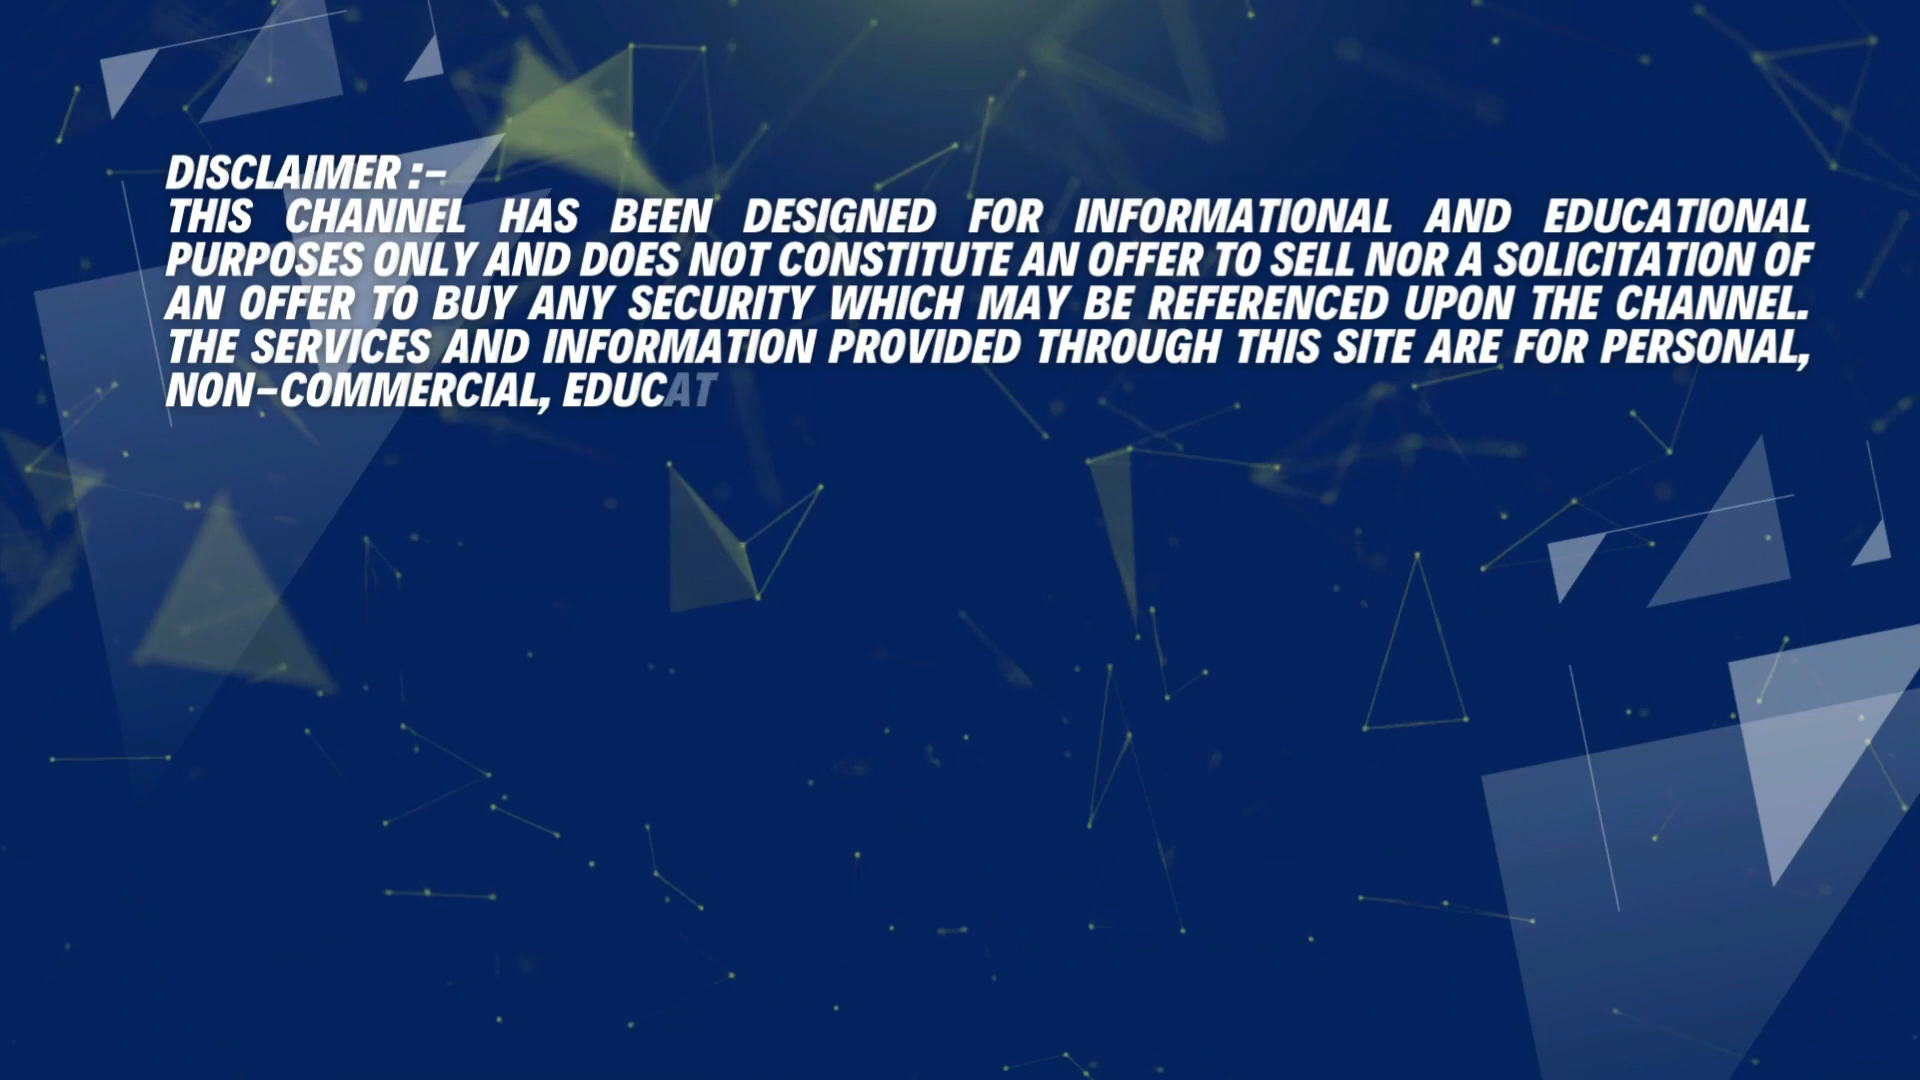 DISCLAIMER :-
THIS CHANNEL HAS BEEN DESIGNED FOR INFORMATIONAL AND EDUCATIONAL
PURPOSES ONLY AND DOES NOT CONSTITUTE AN OFFER TO SELL NOR A SOLICITATION OF
AN OFFER TO BUY ANY SECURITY WHICH MAY BE REFERENCED UPON THE CHANNEL.
THE SERVICES AND INFORMATION PROVIDED THROUGH THIS SITE ARE FOR PERSONAL,
NON-COMMERCIAL, EDUCAT